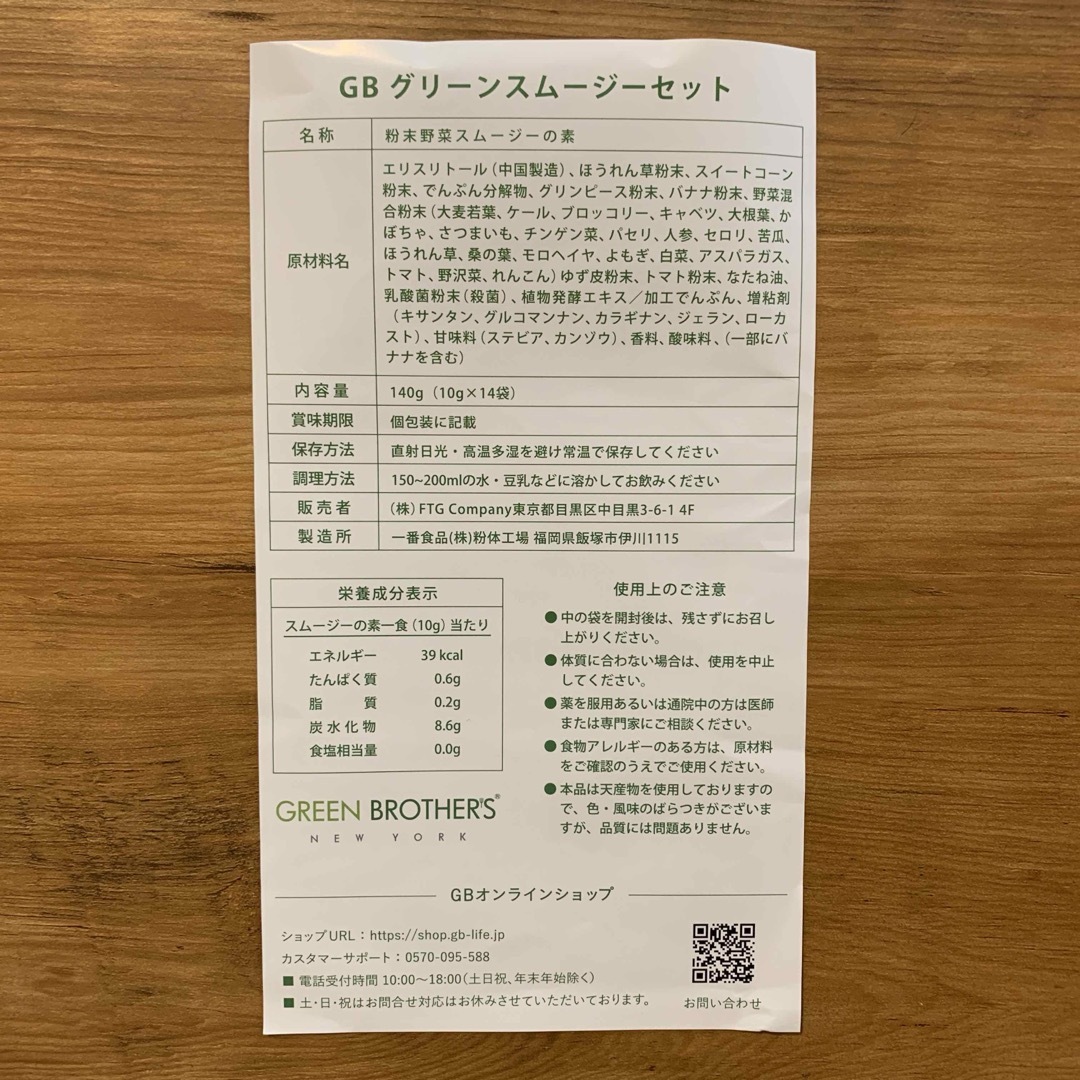 GB グリーンスムージーセット
名称 粉末野菜スムージーの素
原材料名
エリスリトール(中国製造)、ほうれん草粉末、スイートコーン
粉末、でんぷん分解物、グリンピース粉末、バナナ粉末、野菜混
合粉末(大麦若葉、ケール、ブロッコリー、キャベツ、大根葉、か
ぼちゃ、さつまいも、チンゲン菜、パセリ、人参、セロリ、苦瓜、
ほうれん草、桑の葉、モロヘイヤ、よもぎ、白菜、アスパラガス、
トマト、野沢菜、れんこん)ゆず皮粉末、トマト粉末、なたね油、
乳酸菌粉末(殺菌)、植物発酵エキス/加工でんぷん、増粘剤
(キサンタン、グルコマンナン、カラギナン、ジェラン、ローカ
スト)、甘味料(ステビア、カンゾウ)、香料、酸味料、(一部にバ
ナナを含む)
内容量 140g(10g×14袋)
賞味期限 個包装に記載
保存方法 直射日光・高温多湿を避け常温で保存してください
調理方法 150~200mlの水・豆乳などに溶かしてお飲みください
販売者 (株)FTG Company東京都目黒区中目黒3-6-1 4F
製造所 一番食品(株)粉体工場 福岡県飯塚市伊川1115
栄養成分表示
スムージーの素一食(10g)当たり
エネルギー 39 kcal
たんぱく質 0.6g
脂質 0.2g
炭水化物 8.6g
食塩相当量 0.0g
使用上のご注意
●中の袋を開封後は、残さずにお召し
上がりください。
●体質に合わない場合は、使用を中止
してください。
●薬を服用あるいは通院中の方は医師
または専門家にご相談ください。
●食物アレルギーのある方は、原材料
をご確認のうえでご使用ください。
●本品は天産物を使用しておりますの
で、色・風味のばらつきがございま
すが、品質には問題ありません。
GREEN BROTHER'S®
NEW YORK
GBオンラインショップ
ショップURL:https://shop.gb-life.jp
カスタマーサポート:0570-095-588
■ 電話受付時間 10:00〜18:00(土日祝、年末年始除く)
■ 土・日・祝はお問合せ対応はお休みさせていただいております。
お問い合わせ